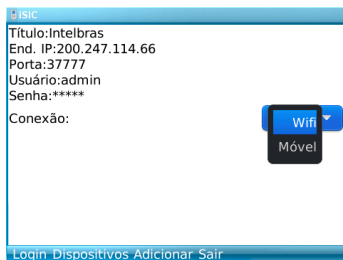 ISIC
Título:Intelbras
End. IP:200.247.114.66
Porta:37777
Usuário:admin
Senha:*****
Conexão:
Wifi
Móvel
Login Dispositivos Adicionar Sair